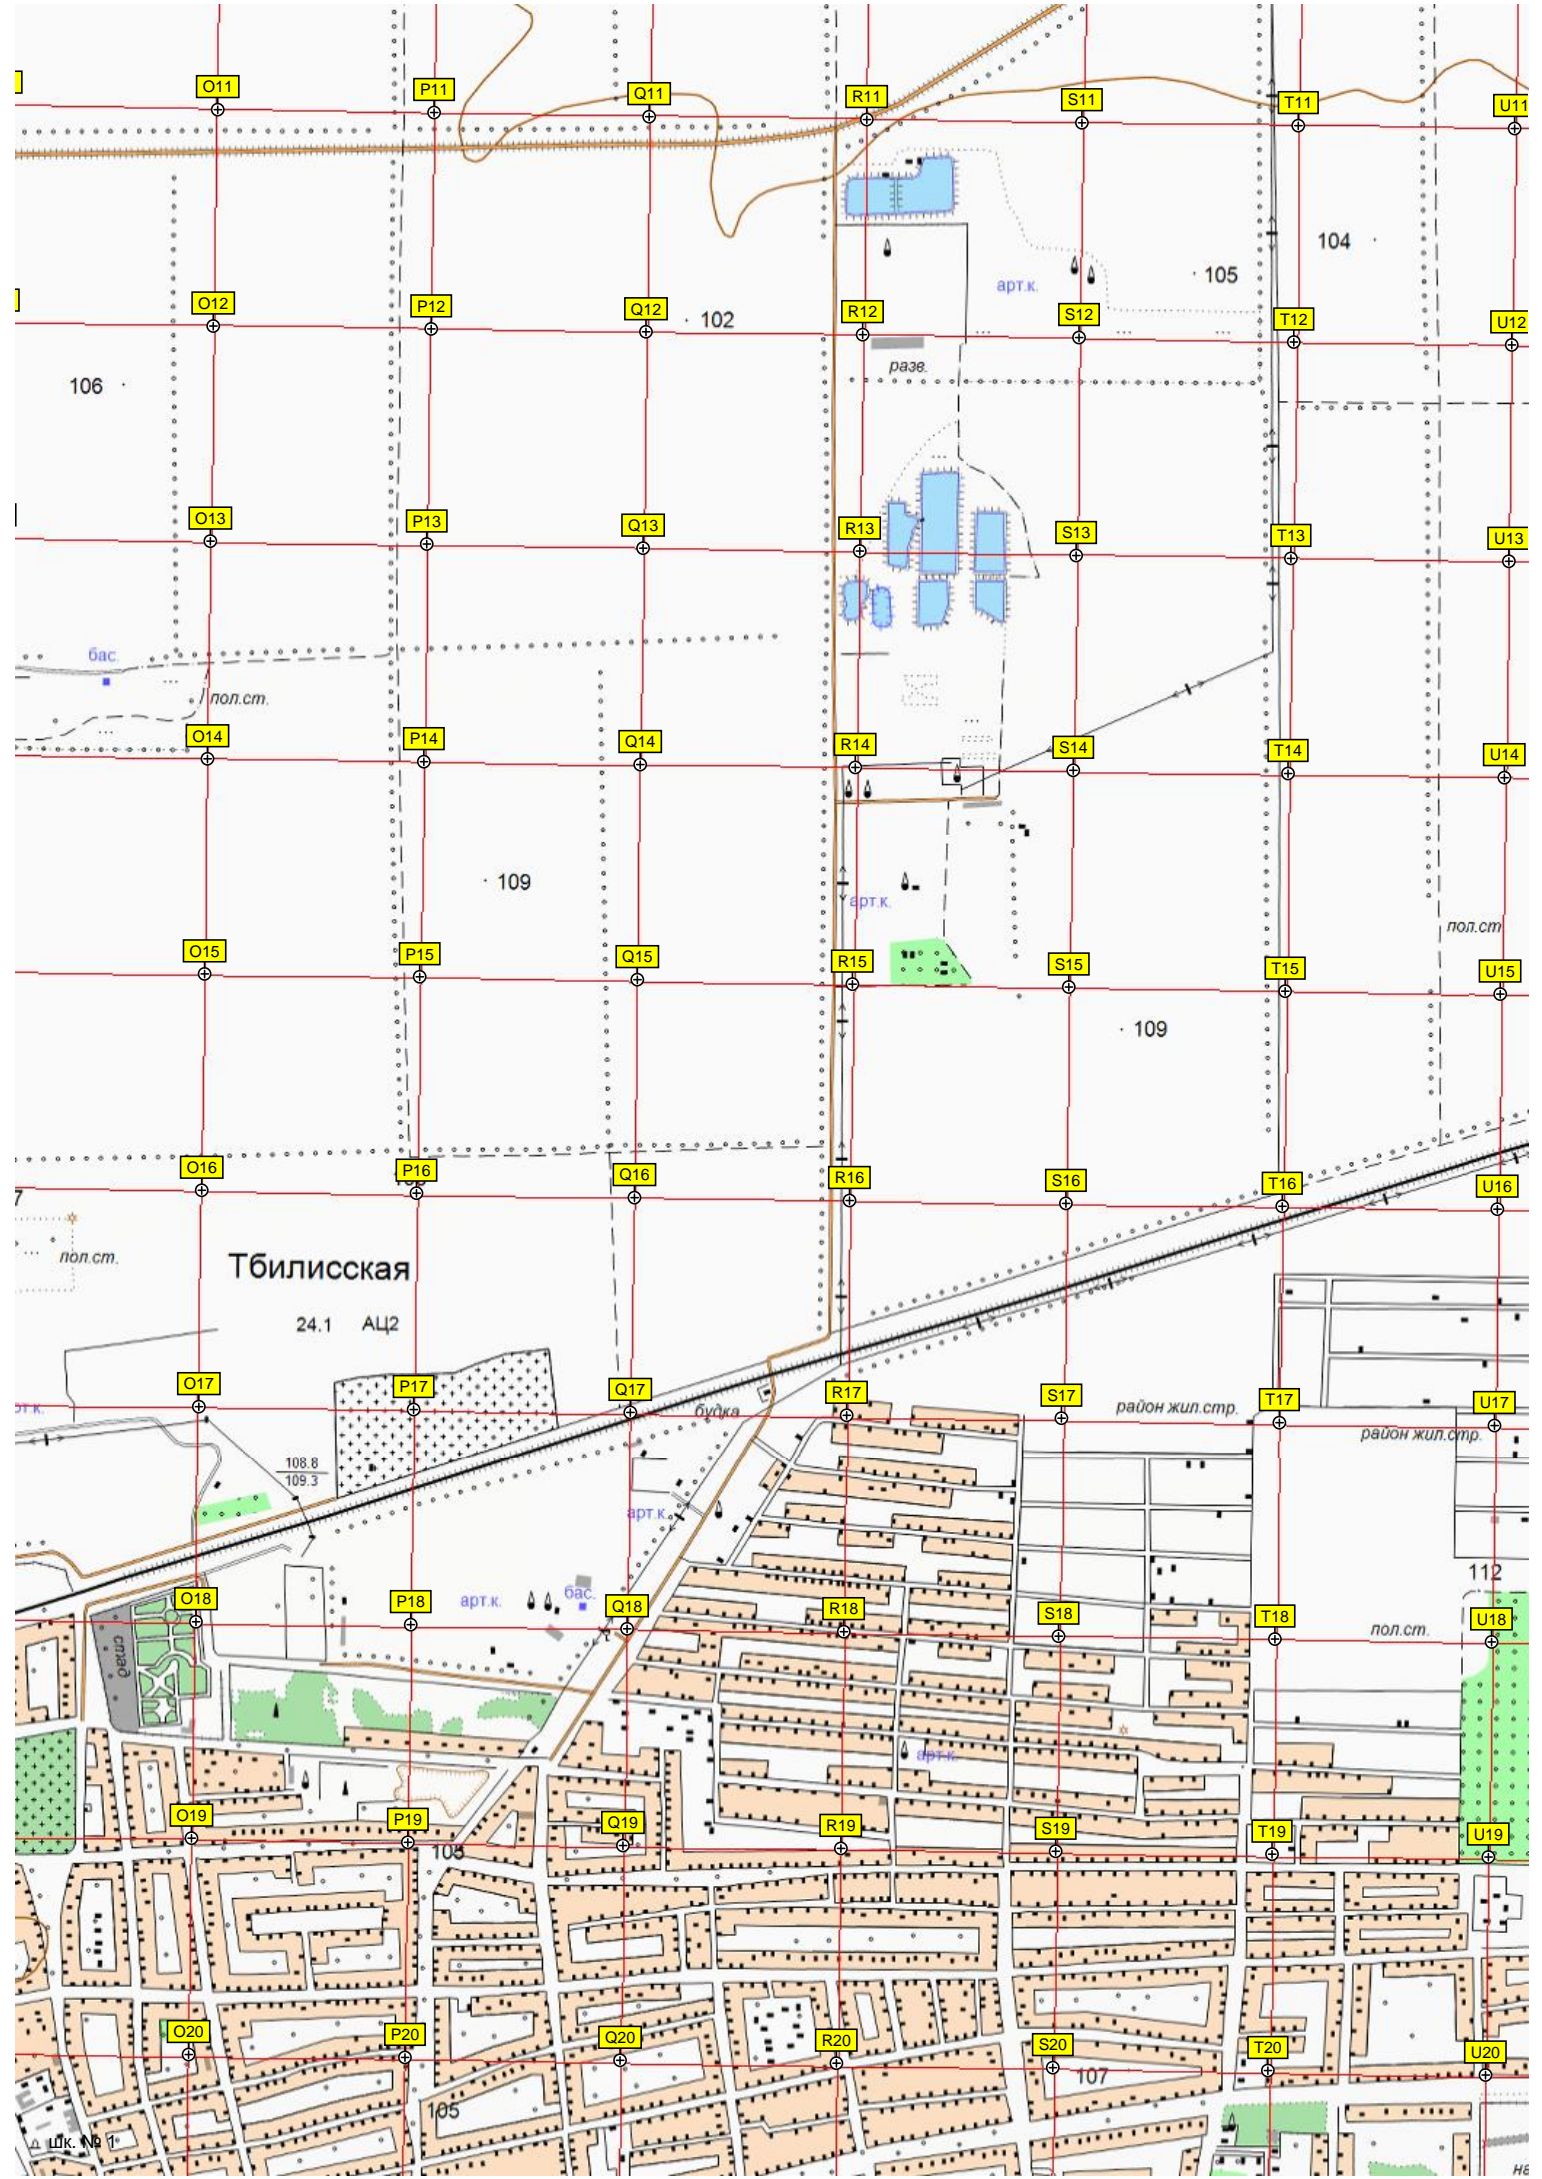 O11 P11 Q11 R11 S11 T11 U11
104
105
арт.к.
O12 P12 Q12 102 R12 S12 T12 U12
разв.
106
O13 P13 Q13 R13 S13 T13 U13
бас.
пол.ст.
O14 P14 Q14 R14 S14 T14 U14
109
арт.к.
пол.ст
O15 P15 Q15 R15 S15 T15 U15
109
O16 P16 Q16 R16 S16 T16 U16
7
пол.ст.
Тбилисская
24.1 АЦ2
O17 P17 Q17 R17 S17 T17 U17
будка
район жил.стр.
район жил.стр.
108.8
109.3
арт.к.
112
O18 P18 арт.к. бас. Q18 R18 S18 T18 U18
пол.ст.
стад
арт.к.
O19 P19 Q19 R19 S19 T19 U19
105
O20 P20 Q20 R20 S20 T20 U20
107
105
шк. № 1